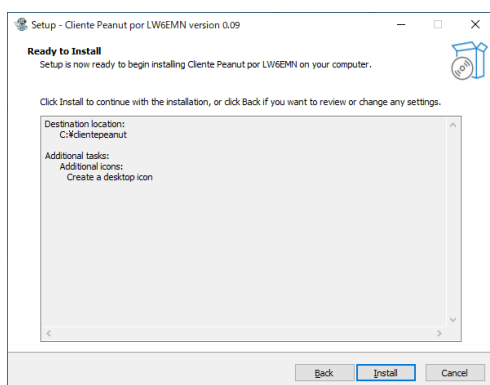 Setup - Cliente Peanut por LW6EMN version 0.09
Ready to Install
Setup is now ready to begin installing Cliente Peanut por LW6EMN on your computer.
Click Install to continue with the installation, or click Back if you want to review or change any settings.
Destination location:
C:¥clientepeanut
Additional tasks:
Additional icons:
Create a desktop icon
Back Install Cancel